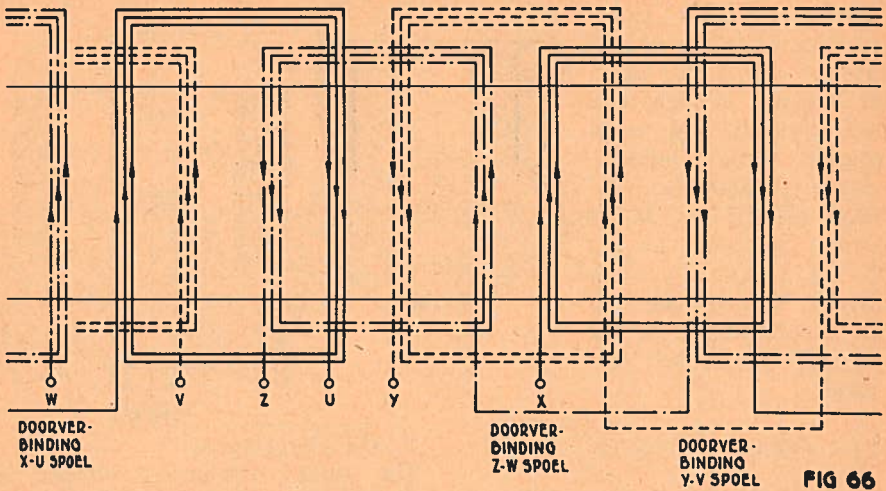 W
V
Z
U
Y
X
DOORVER-
BINDING
X-U SPOEL
DOORVER-
BINDING
Z-W SPOEL
DOORVER-
BINDING
Y-V SPOEL
FIG 66